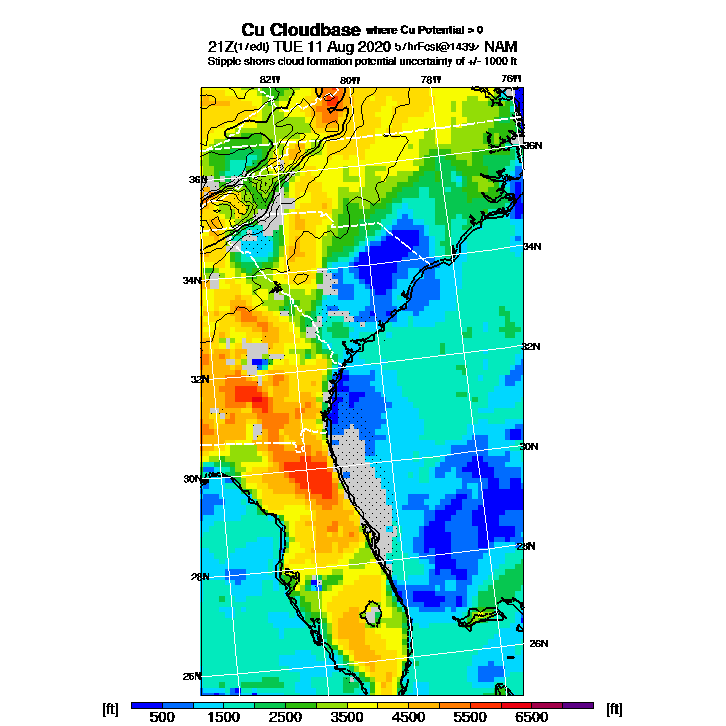 Cu Cloudbase where Cu Potential > 0
21Z(17edt) TUE 11 Aug 2020 57hrFcst@1439z NAM
Stipple shows cloud formation potential uncertainty of +/- 1000 ft
82W 80W 78W 76W
36N
36N
34N
34N
32N
32N
30N
30N
28N
28N
26N
26N
[ft] 500 1500 2500 3500 4500 5500 6500 [ft]